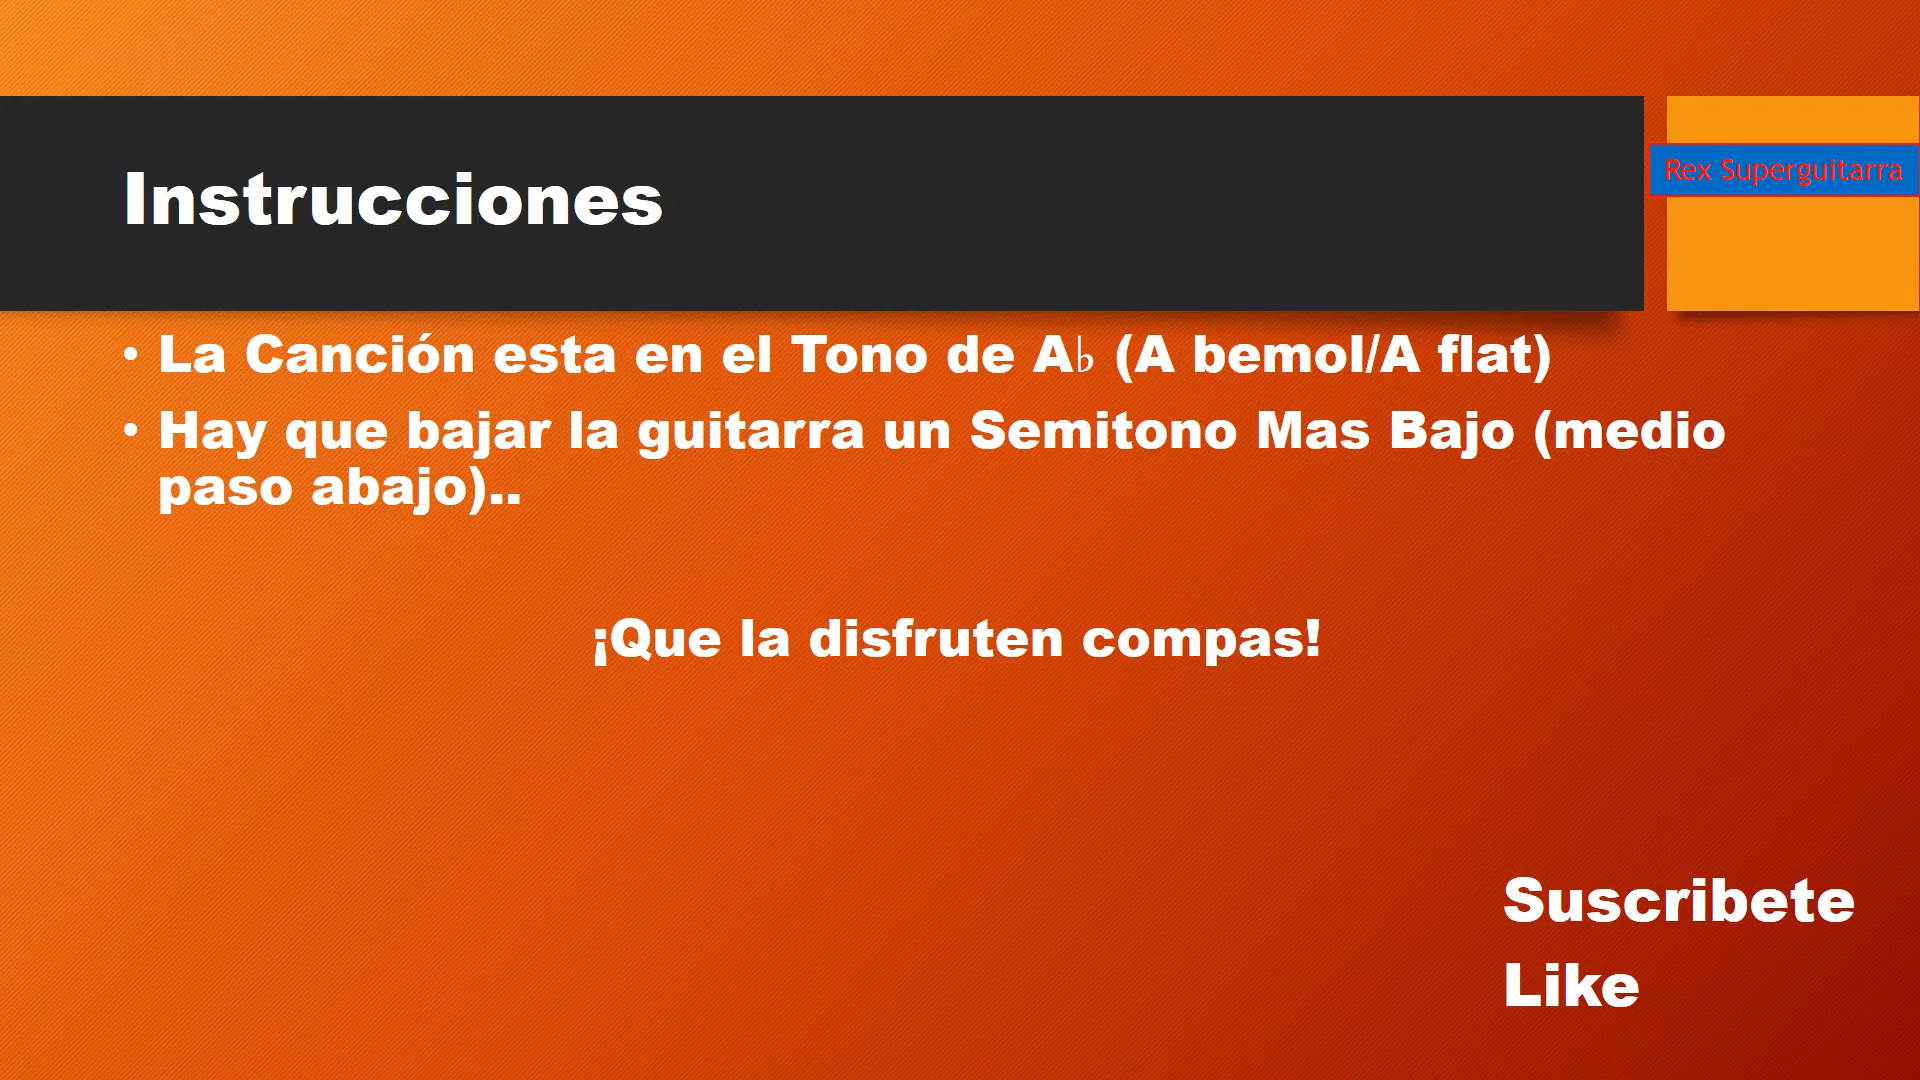 Instrucciones
Rex Superguitarra
• La Canción esta en el Tono de A♭ (A bemol/A flat)
• Hay que bajar la guitarra un Semitono Mas Bajo (medio
paso abajo)..
¡Que la disfruten compas!
Suscribete
Like